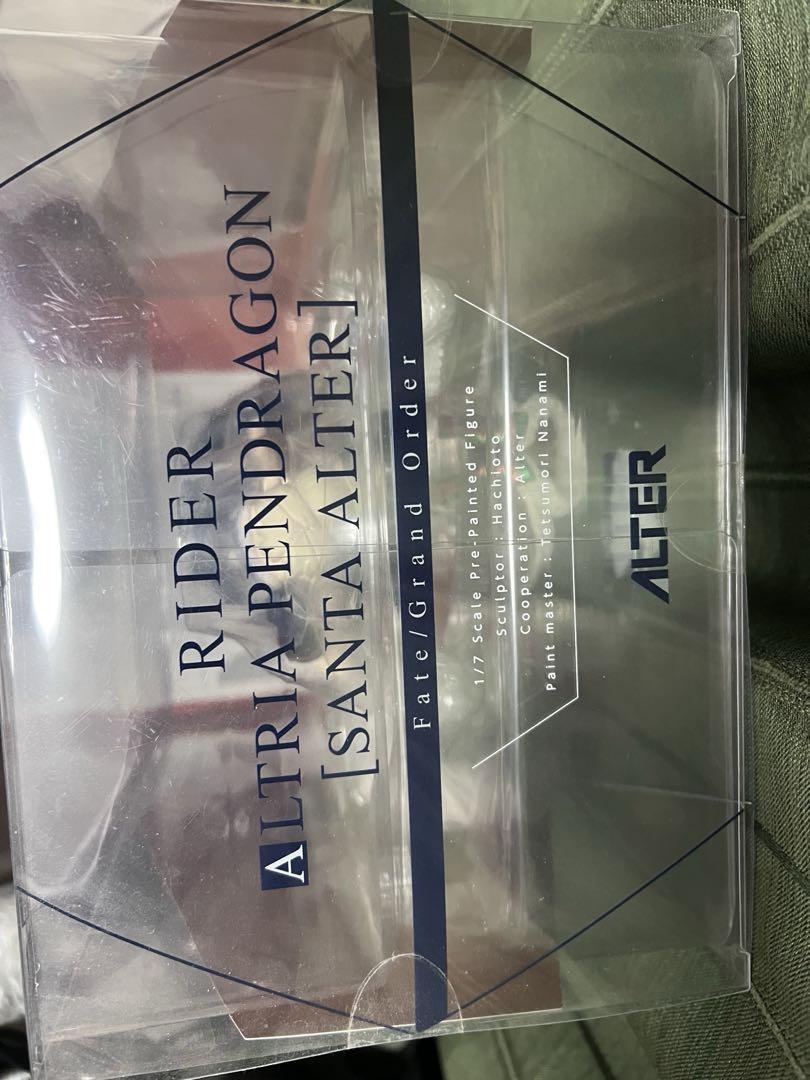 RIDER
ALTRIA PENDRAGON
[SANTA ALTER]
Fate/Grand Order
1/7 Scale Pre-Painted Figure
Sculptor : Hachioto
Cooperation : Alter
Paint master : Tetsumori Nanami
ALTER